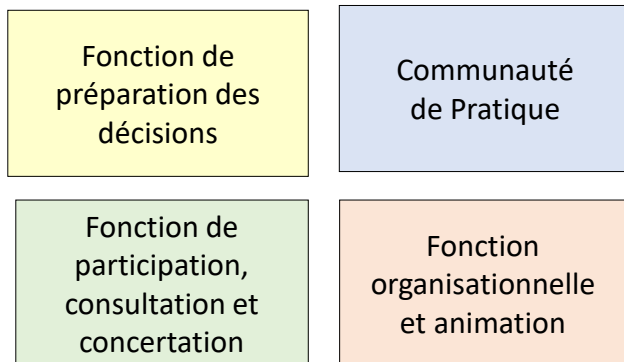 Fonction de
préparation des
décisions
Communauté
de Pratique
Fonction de
participation,
consultation et
concertation
Fonction
organisationnelle
et animation